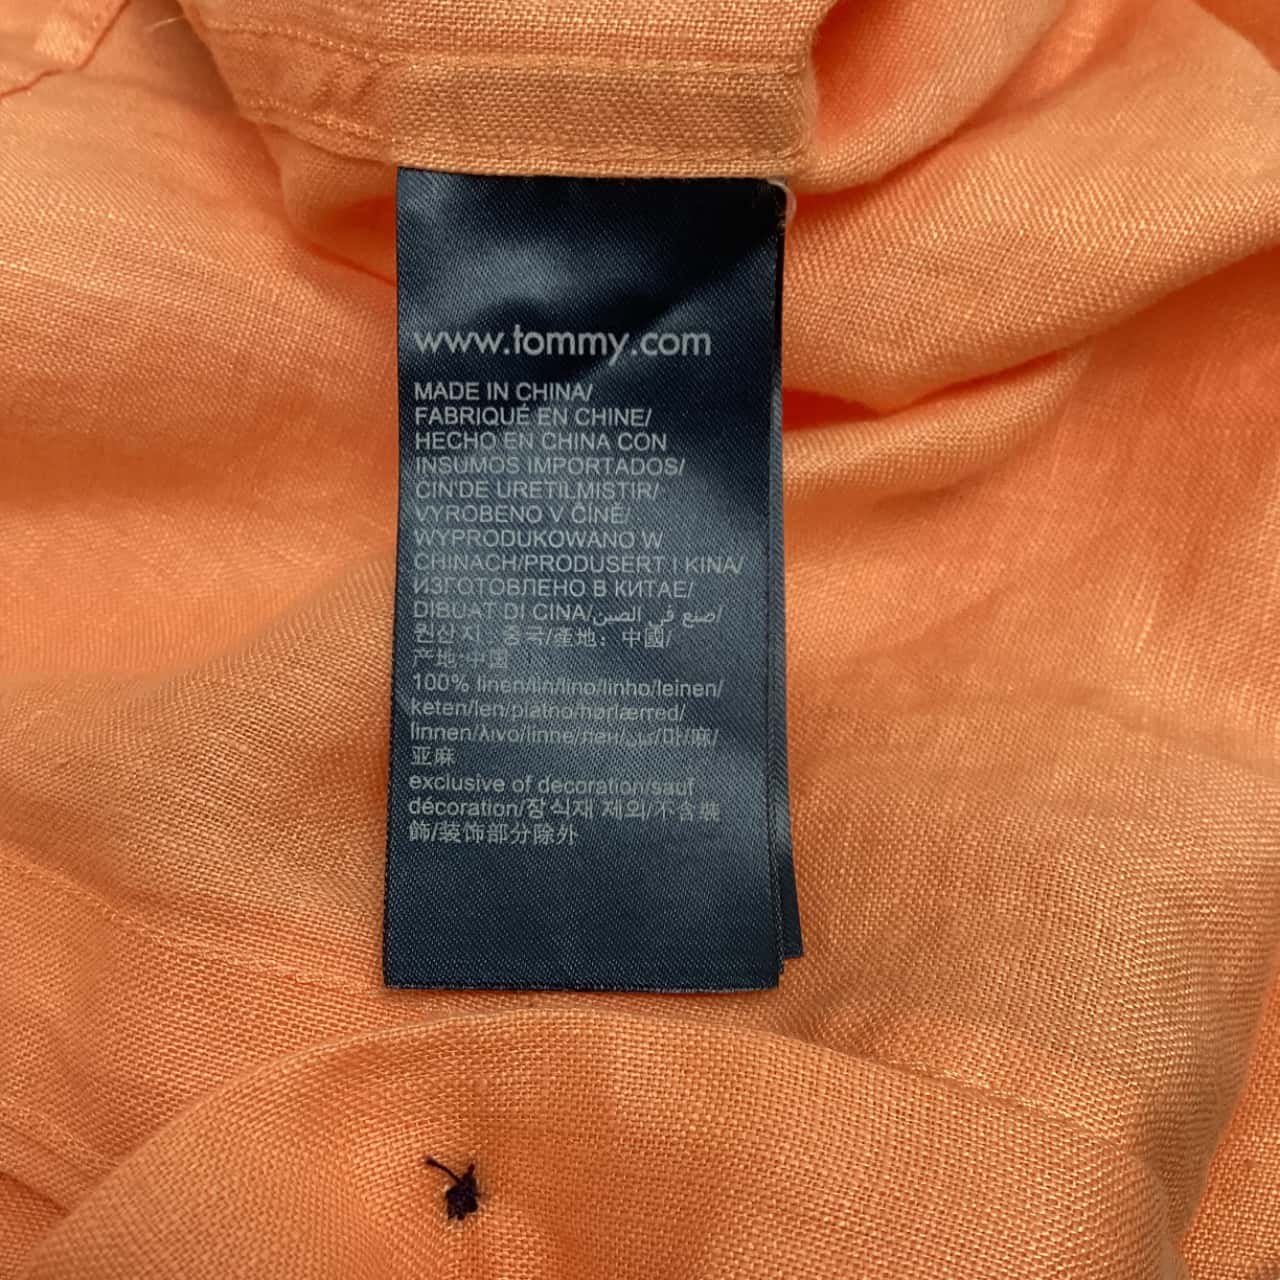 www.tommy.com
MADE IN CHINA/
FABRIQUÉ EN CHINE/
HECHO EN CHINA CON
INSUMOS IMPORTADOS/
ÇIN'DE URETILMISTIR/
VYROBENO V ČÍNĚ/
WYPRODUKOWANO W
CHINACH/PRODUSERT I KINA/
ИЗГОТОВЛЕНО В КИТАЕ/
DIBUAT DI CINA/صنع في الصين/
원산지: 중국/產地：中國/
产地:中国
100% linen/lin/lino/linho/leinen/
keten/len/płatno/hørlærred/
linnen/λινο/linne/лен/كتان/마/麻/
亚麻
exclusive of decoration/sauf
décoration/장식재 제외/不含裝
飾/装饰部分除外